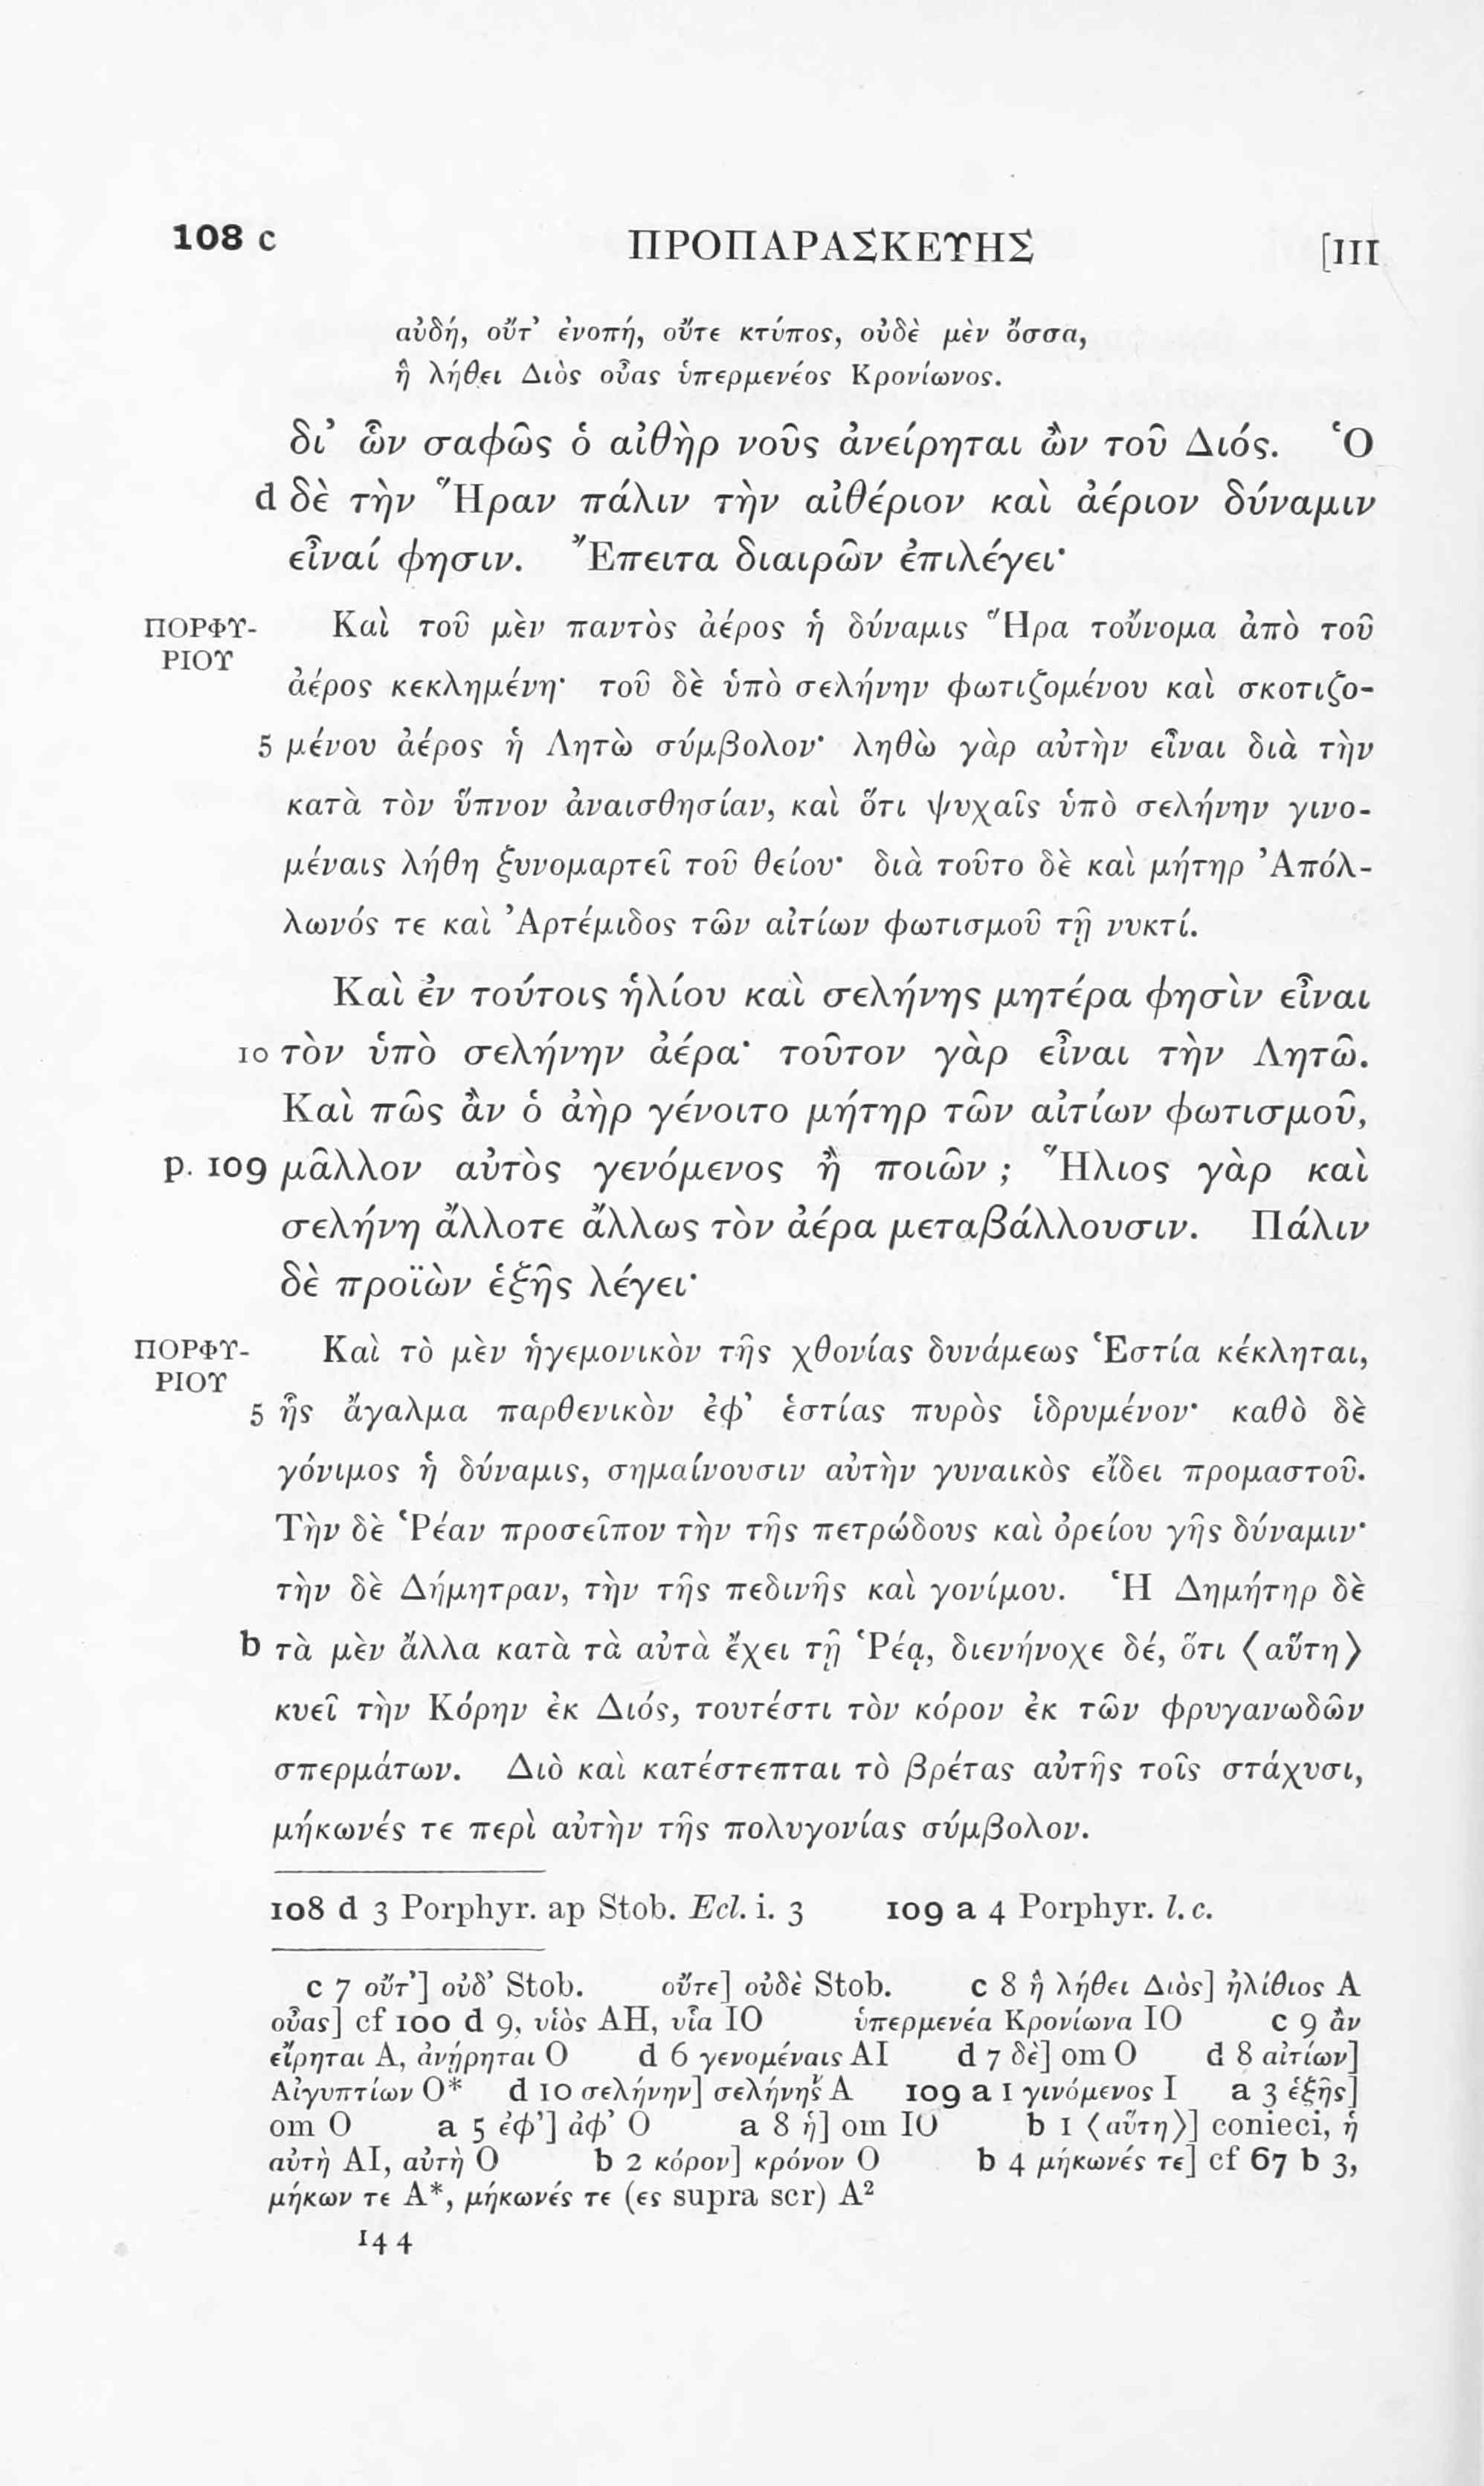 108 c ΠΡΟΠΑΡΑΣΚΕΥΗΣ [III
αὐδή, οὔτ’ ἐνοπή, οὔτε κτύπος, οὐδὲ μὲν ὄσσα,
ἣ λήθει Διὸς οὖας ὑπερμενέος Κρονίωνος.
δι’ ὧν σαφῶς ὁ αἰθὴρ νοῦς ἀνείρηται ὢν τοῦ Διός. Ὁ
d δὲ τὴν Ἥραν πάλιν τὴν αἰθέριον καὶ ἀέριον δύναμιν
εἶναί φησιν. Ἔπειτα διαιρῶν ἐπιλέγει·
ΠΟΡΦΥ- Καὶ τοῦ μὲν παντὸς ἀέρος ἡ δύναμις Ἥρα τοὔνομα ἀπὸ τοῦ
ΡΙΟΥ ἀέρος κεκλημένη· τοῦ δὲ ὑπὸ σελήνην φωτιζομένου καὶ σκοτιζο-
5 μένου ἀέρος ἡ Λητὼ σύμβολον· ληθὼ γὰρ αὐτὴν εἶναι διὰ τὴν
κατὰ τὸν ὕπνον ἀναισθησίαν, καὶ ὅτι ψυχαῖς ὑπὸ σελήνην γινο-
μέναις λήθη ξυνομαρτεῖ τοῦ θείου· διὰ τοῦτο δὲ καὶ μήτηρ Ἀπόλ-
λωνός τε καὶ Ἀρτέμιδος τῶν αἰτίων φωτισμοῦ τῇ νυκτί.
Καὶ ἐν τούτοις ἡλίου καὶ σελήνης μητέρα φησὶν εἶναι
10 τὸν ὑπὸ σελήνην ἀέρα· τοῦτον γὰρ εἶναι τὴν Λητῶ.
Καὶ πῶς ἂν ὁ ἀὴρ γένοιτο μήτηρ τῶν αἰτίων φωτισμοῦ,
p. 109 μᾶλλον αὐτὸς γενόμενος ἢ ποιῶν ; Ἥλιος γὰρ καὶ
σελήνη ἄλλοτε ἄλλως τὸν ἀέρα μεταβάλλουσιν. Πάλιν
δὲ προϊὼν ἑξῆς λέγει·
ΠΟΡΦΥ- Καὶ τὸ μὲν ἡγεμονικὸν τῆς χθονίας δυνάμεως Ἑστία κέκληται,
ΡΙΟΥ
5 ἧς ἄγαλμα παρθενικὸν ἐφ’ ἑστίας πυρὸς ἱδρυμένον· καθὸ δὲ
γόνιμος ἡ δύναμις, σημαίνουσιν αὐτὴν γυναικὸς εἴδει προμαστοῦ.
Τὴν δὲ Ῥέαν προσεῖπον τὴν τῆς πετρώδους καὶ ὀρείου γῆς δύναμιν·
τὴν δὲ Δήμητραν, τὴν τῆς πεδινῆς καὶ γονίμου. Ἡ Δημήτηρ δὲ
b τὰ μὲν ἄλλα κατὰ τὰ αὐτὰ ἔχει τῇ Ῥέᾳ, διενήνοχε δέ, ὅτι ⟨αὕτη⟩
κυεῖ τὴν Κόρην ἐκ Διός, τουτέστι τὸν κόρον ἐκ τῶν φρυγανωδῶν
σπερμάτων. Διὸ καὶ κατέστεπται τὸ βρέτας αὐτῆς τοῖς στάχυσι,
μήκωνές τε περὶ αὐτὴν τῆς πολυγονίας σύμβολον.
108 d 3 Porphyr. ap Stob. Ecl. i. 3 109 a 4 Porphyr. l. c.
c 7 οὔτ’] οὐδ’ Stob. οὔτε] οὐδὲ Stob. c 8 ἣ λήθει Διὸς] ἠλίθιος A
οὖας] cf 100 d 9, υἱὸς AH, υἷα IO ὑπερμενέα Κρονίωνα IO c 9 ἂν
εἴρηται A, ἀνῄρηται O d 6 γενομέναις AI d 7 δὲ] om O d 8 αἰτίων]
Αἰγυπτίων O* d 10 σελήνην] σελήνης A 109 a 1 γινόμενος I a 3 ἑξῆς]
om O a 5 ἐφ’] ἀφ’ O a 8 ἡ] om IO b 1 ⟨αὕτη⟩] conieci, ἡ
αὐτὴ AI, αὐτὴ O b 2 κόρον] κρόνον O b 4 μήκωνές τε] cf 67 b 3,
μήκων τε A*, μήκωνές τε (ες supra scr) A²
144